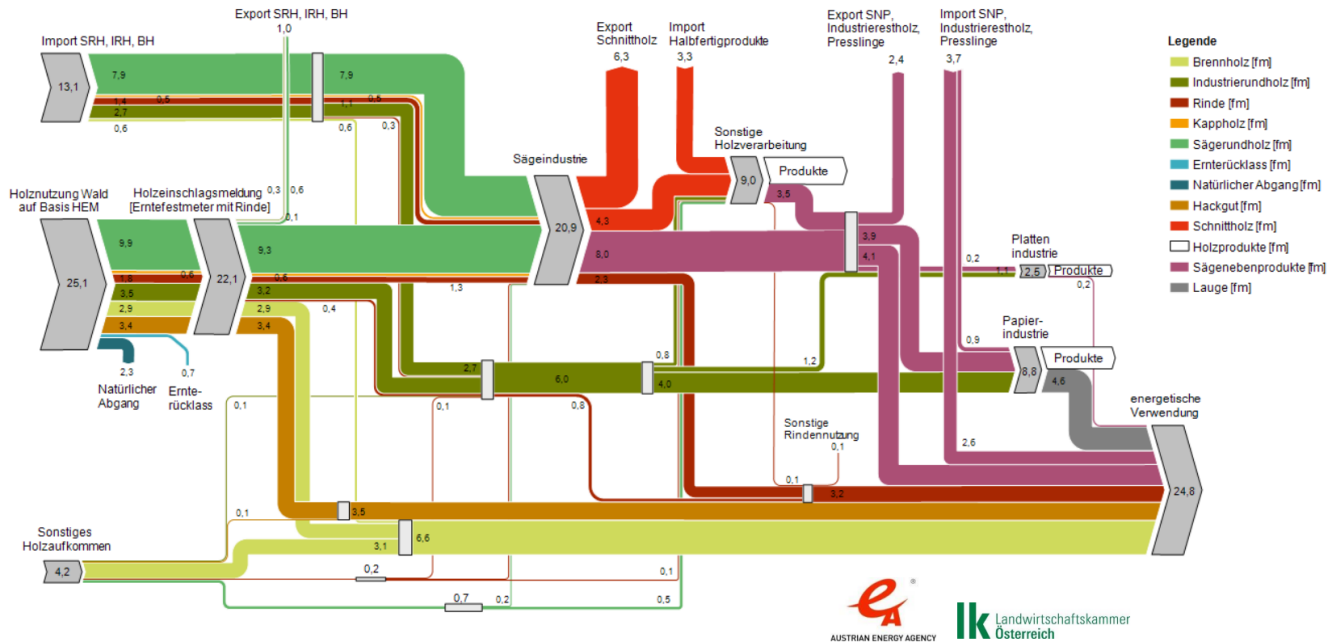 Export SRH, IRH, BH
1,0
Import SRH, IRH, BH
13,1
7,9
7,9
1,4
0,5
0,5
2,7
1,1
0,6
0,6
0,3
Export
Schnittholz
6,3
Import
Halbfertigprodukte
3,3
Export SNP,
Industrierestholz,
Presslinge
2,4
Import SNP,
Industrierestholz,
Presslinge
3,7
Legende
Brennholz [fm]
Industrierundholz [fm]
Rinde [fm]
Kappholz [fm]
Sägerundholz [fm]
Ernterücklass [fm]
Natürlicher Abgang[fm]
Hackgut [fm]
Schnittholz [fm]
Holzprodukte [fm]
Sägenebenprodukte [fm]
Lauge [fm]
Sonstige
Holzverarbeitung
9,0
Produkte
3,5
Sägeindustrie
20,9
4,3
8,0
2,3
Holznutzung Wald
auf Basis HEM
25,1
9,9
1,8
0,6
3,5
2,9
3,4
Holzeinschlagsmeldung
[Erntefestmeter mit Rinde]
22,1
0,3
0,6
0,1
9,3
0,6
1,3
3,2
2,9
0,4
3,4
2,3
Natürlicher
Abgang
0,7
Ernte-
rücklass
3,9
4,1
0,2
1,1
Platten
industrie
2,5
Produkte
0,2
Papier-
industrie
0,9
8,8
Produkte
4,6
2,7
6,0
0,8
4,0
1,2
0,1
0,1
0,8
Sonstige
Rindennutzung
0,1
0,1
3,2
2,6
energetische
Verwendung
24,8
0,1
3,5
Sonstiges
Holzaufkommen
4,2
3,1
6,6
0,2
0,1
0,7
0,2
0,5
AUSTRIAN ENERGY AGENCY
lk Landwirtschaftskammer
Österreich